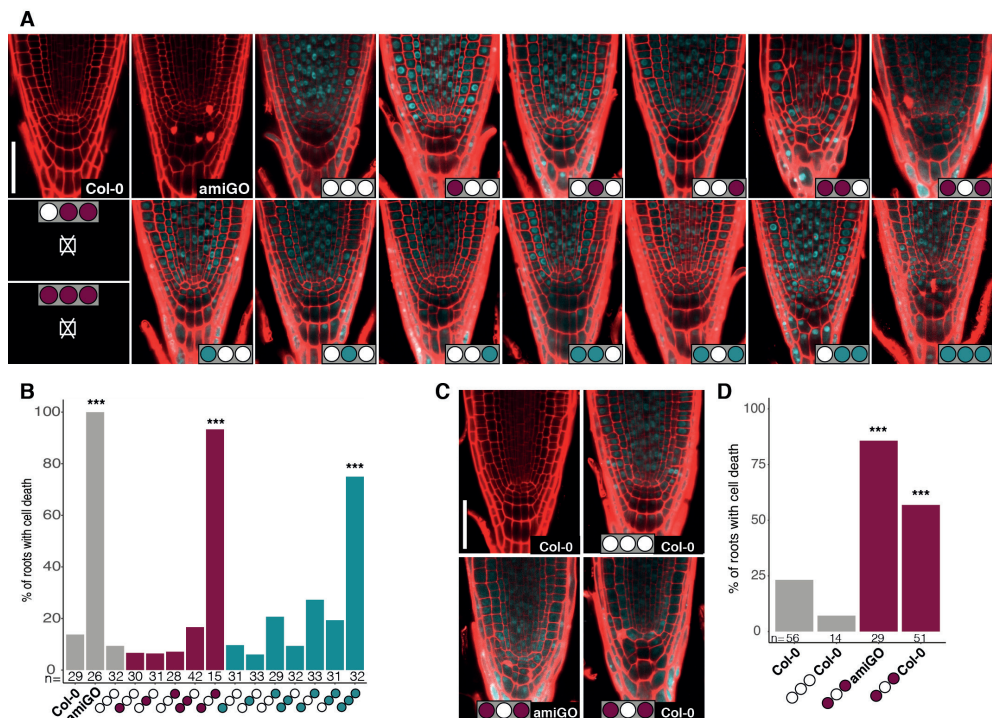 A
Col-0
amiGO
B
% of roots with cell death
100
80
60
40
20
0
***
***
***
n= 29 26 32 30 31 28 42 15 31 33 29 32 33 31 32
Col-0
amiGO
C
Col-0
Col-0
amiGO
Col-0
D
% of roots with cell death
100
75
50
25
0
***
***
n= 56 14 29 51
Col-0
Col-0
amiGO
Col-0